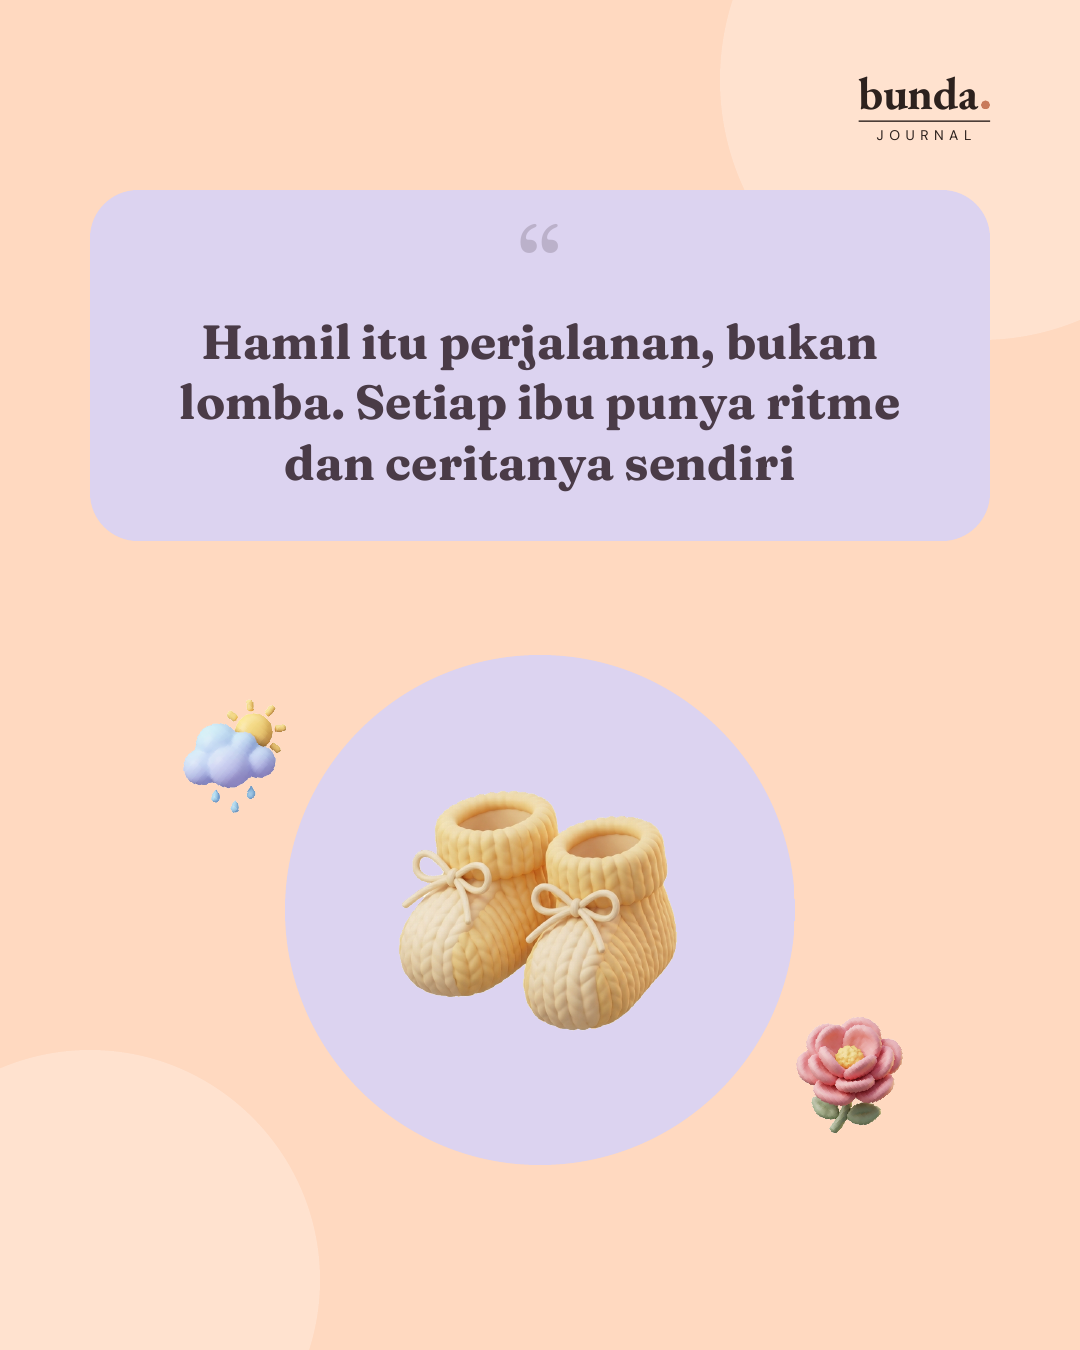 bunda.
JOURNAL
“
Hamil itu perjalanan, bukan
lomba. Setiap ibu punya ritme
dan ceritanya sendiri